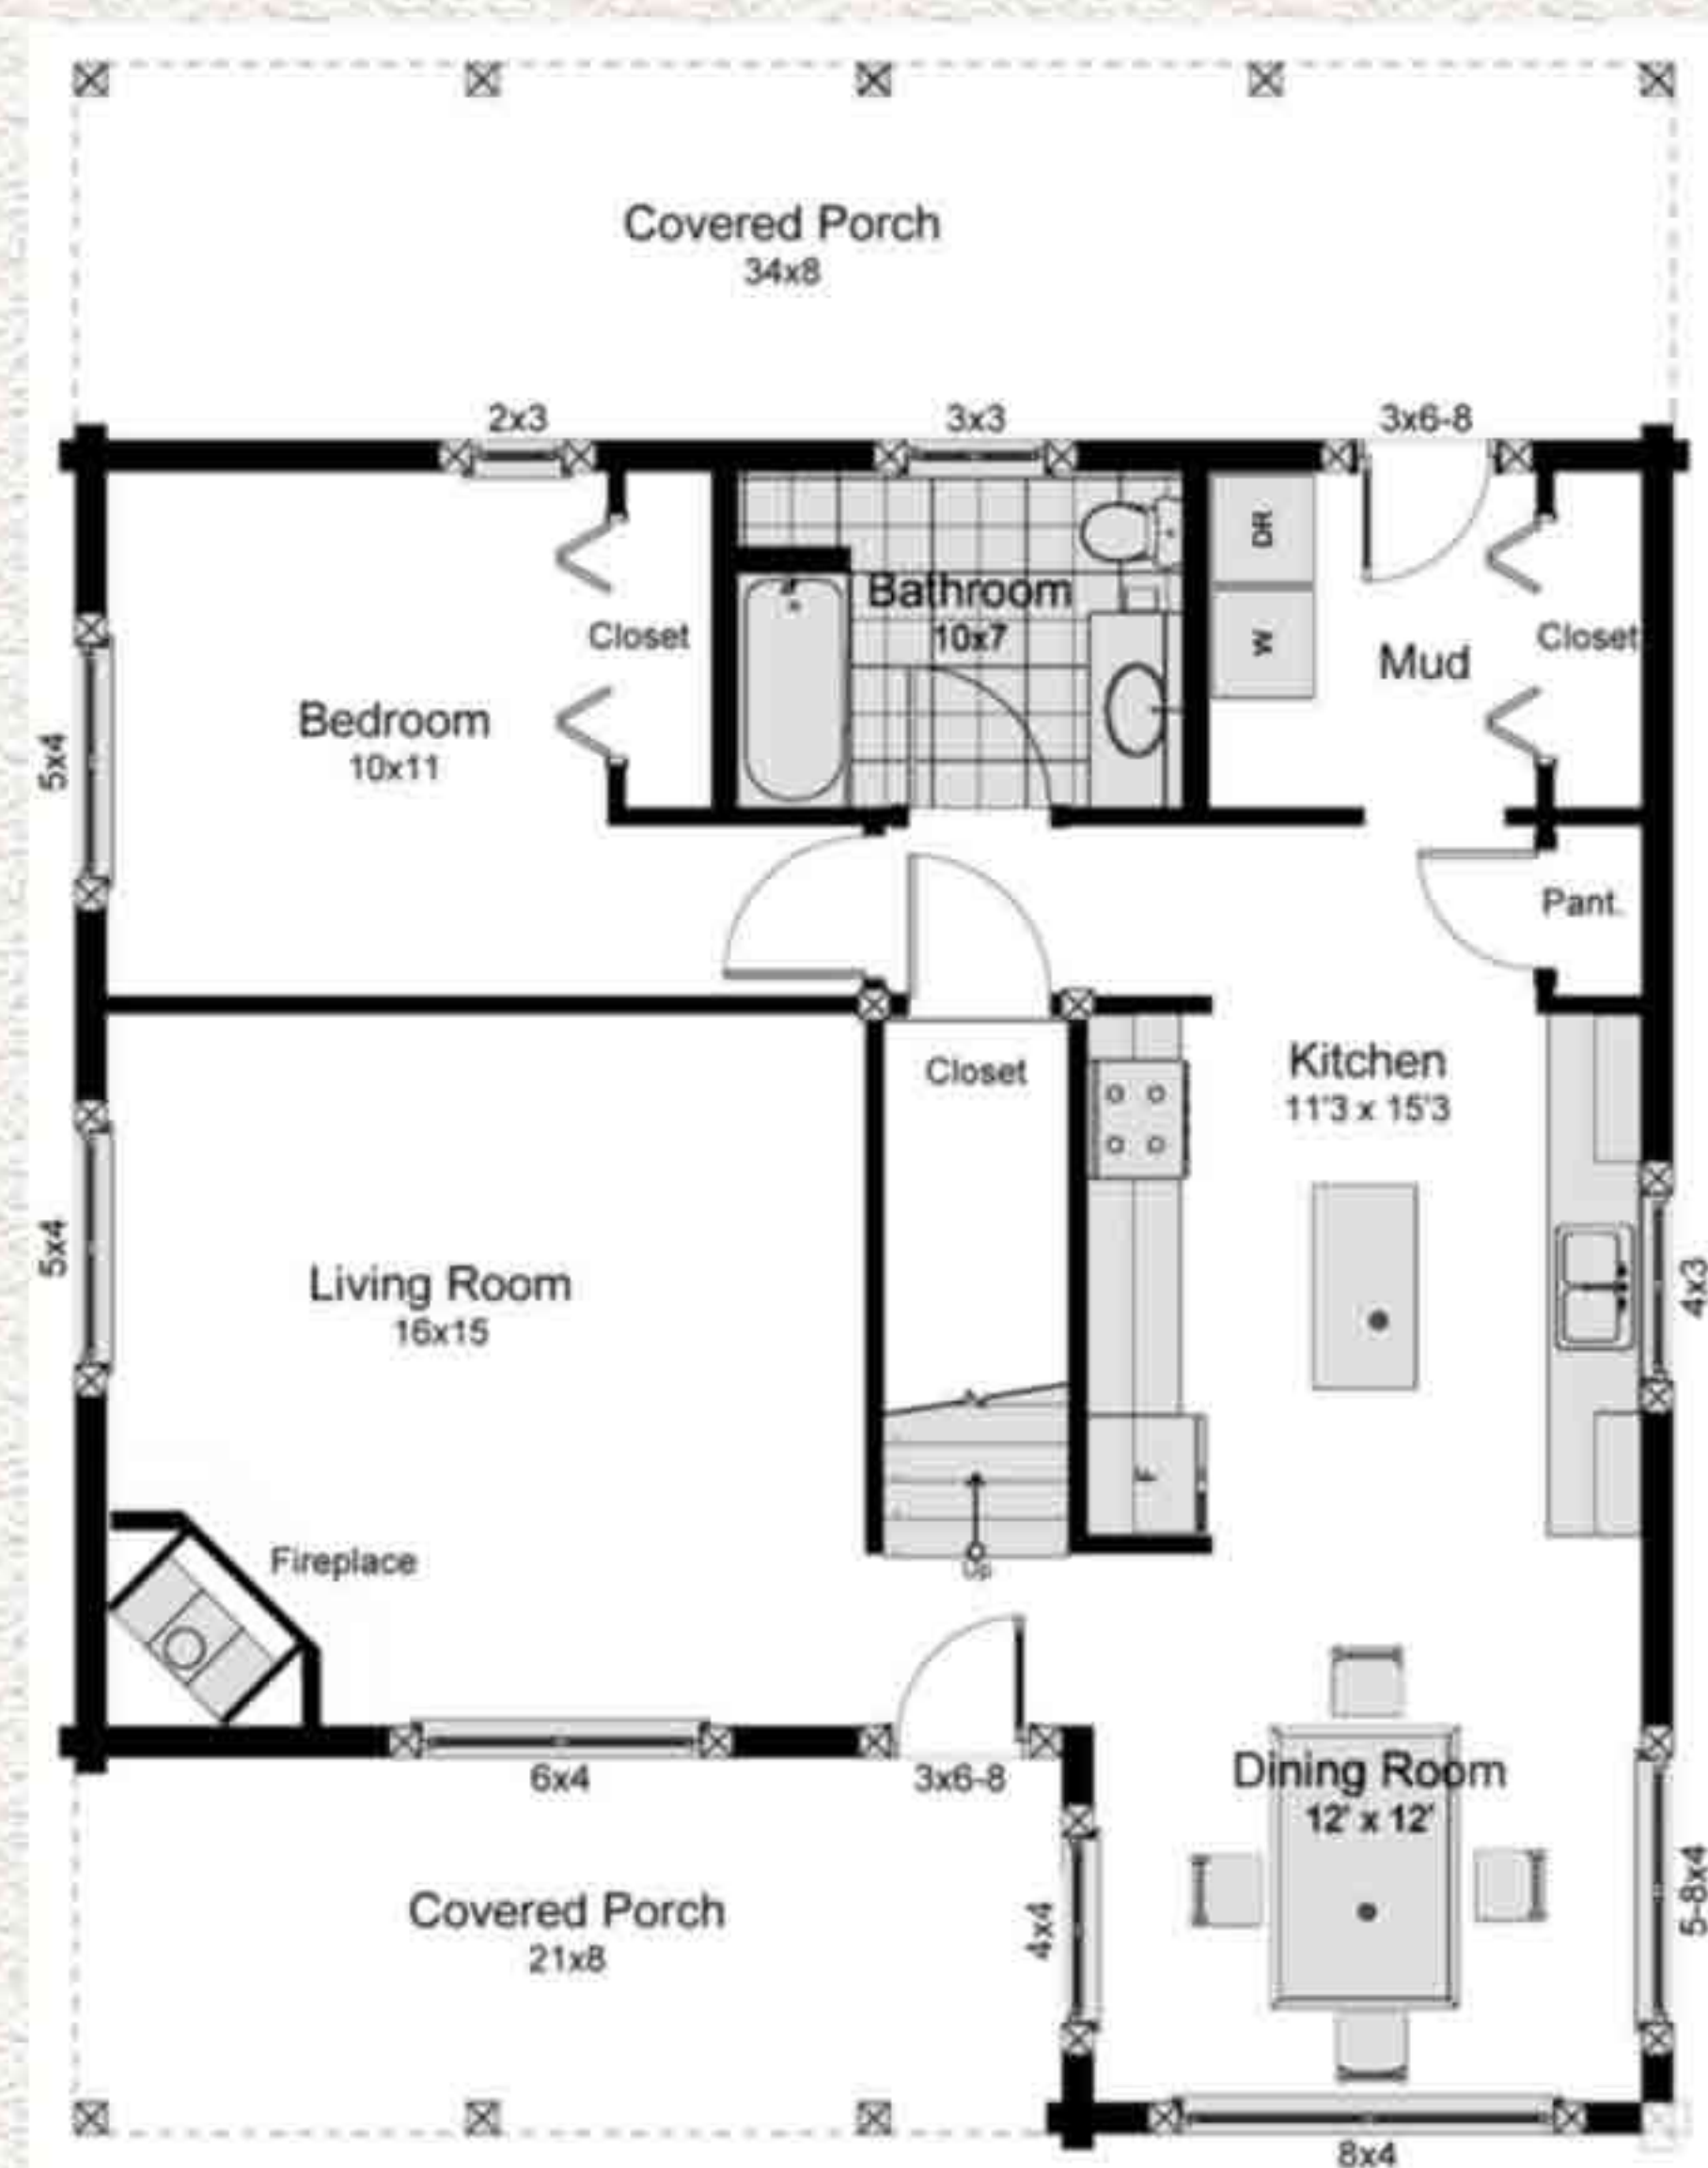 Covered Porch
34x8
2x3
3x3
3x6-8
DR
Bathroom
10x7
Closet
W
Mud
Closet
Bedroom
10x11
5x4
Pant.
Closet
Kitchen
11'3 x 15'3
5x4
Living Room
16x15
4x3
F
Fireplace
Up
6x4
3x6-8
Dining Room
12' x 12'
Covered Porch
21x8
4x4
5-8x4
8x4